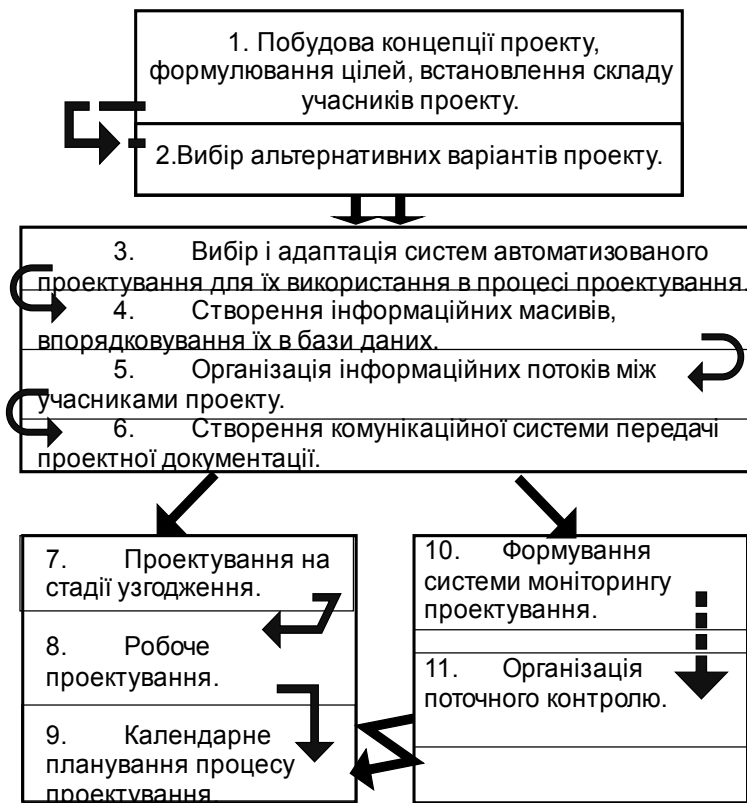 1. Побудова концепції проекту,
формулювання цілей, встановлення складу
учасників проекту.
2.Вибір альтернативних варіантів проекту.
3. Вибір і адаптація систем автоматизованого
проектування для їх використання в процесі проектування.
4. Створення інформаційних масивів,
впорядковування їх в бази даних.
5. Організація інформаційних потоків між
учасниками проекту.
6. Створення комунікаційної системи передачі
проектної документації.
7. Проектування на
стадії узгодження.
8. Робоче
проектування.
9. Календарне
планування процесу
проектування.
10. Формування
системи моніторингу
проектування.
11. Організація
поточного контролю.